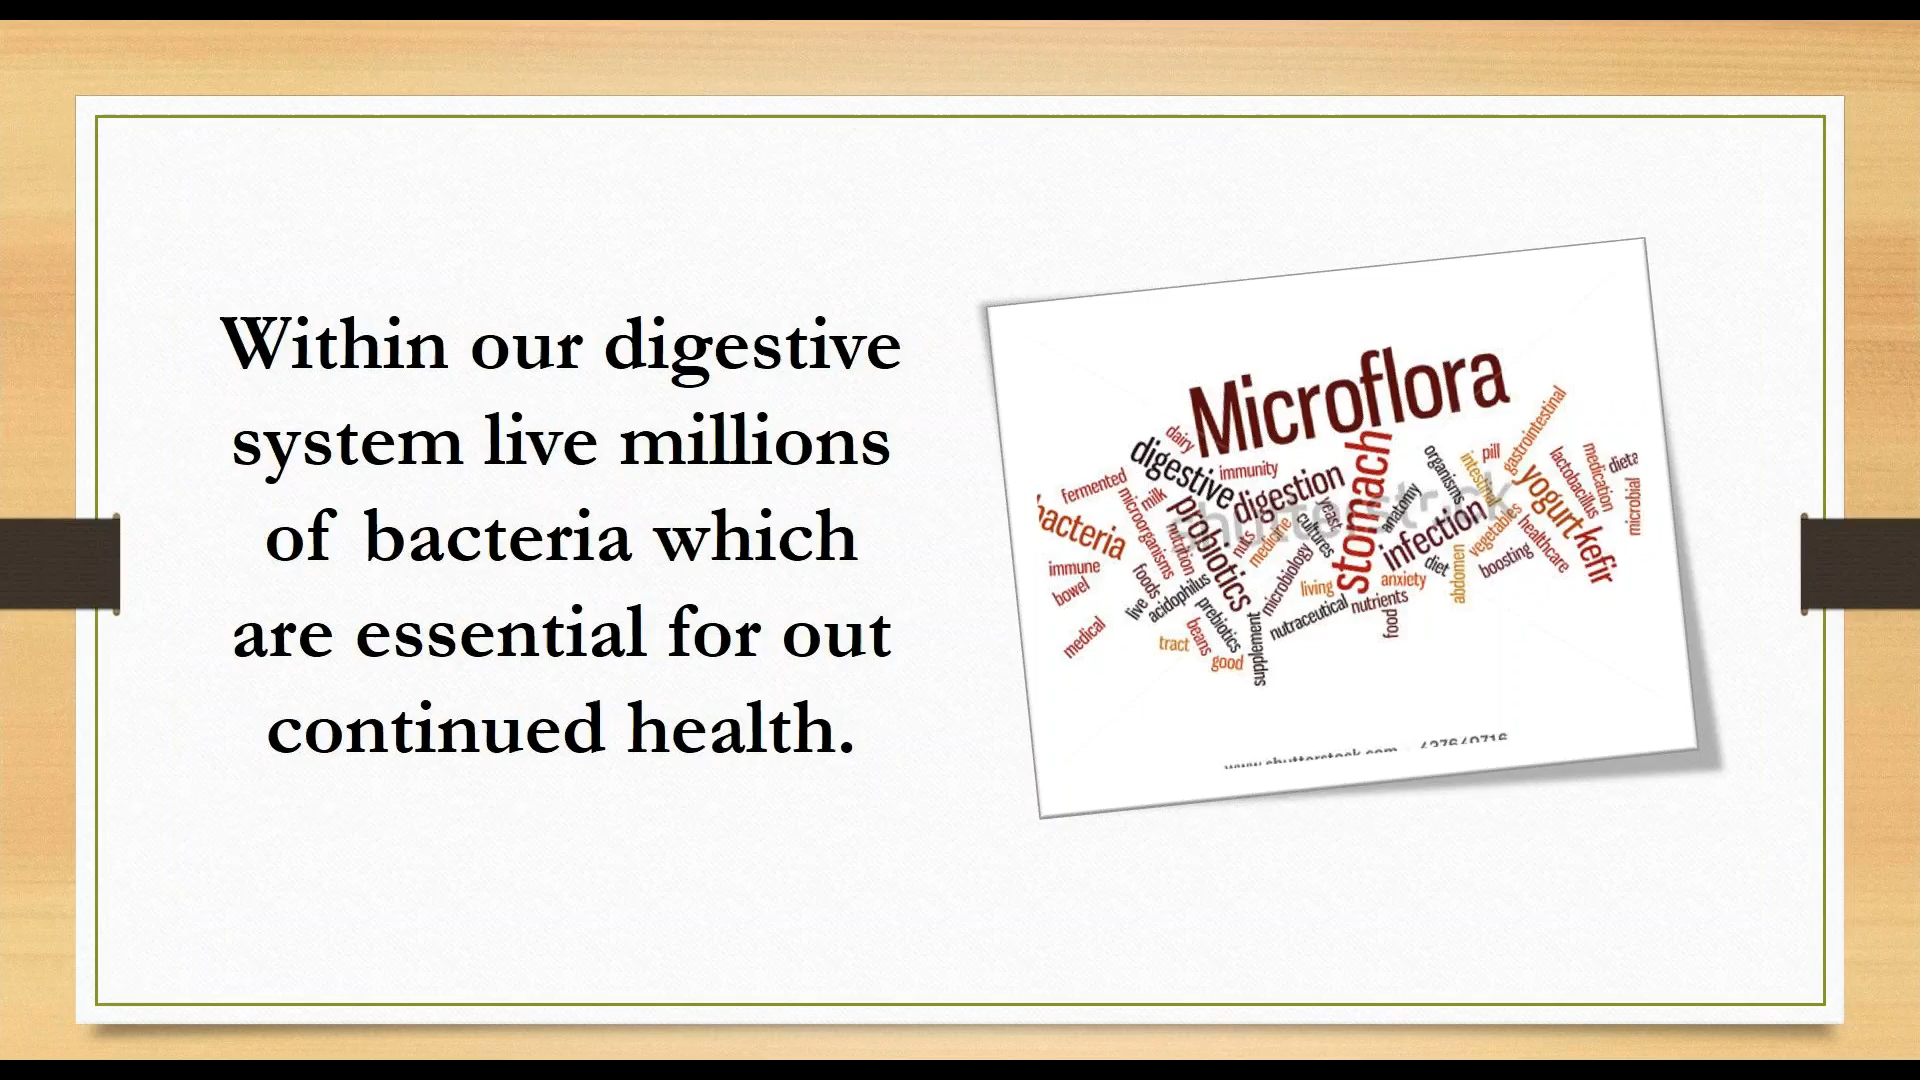 Within our digestive
system live millions
of bacteria which
are essential for out
continued health.
Microflora
dairy
digestive
immunity
digestion
stomach
organisms
intestinal
pill
gastrointestinal
lactobacillus
medication
microbial
fermented
milk
microorganisms
bacteria
probiotics
nutrition
nuts
medicine
yeast
cultures
anatomy
infection
vegetables
yogurt
kefir
healthcare
boosting
abdomen
diet
anxiety
immune
bowel
foods
live
acidophilus
prebiotics
microbiology
living
nutraceutical
nutrients
food
medical
tract
beans
good
supplement
shutterstock